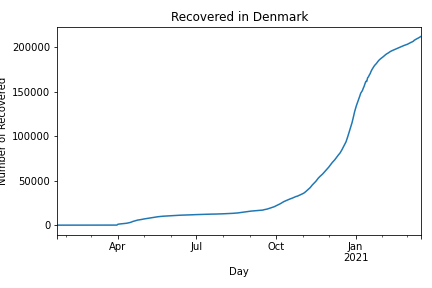 Recovered in Denmark
Number of Recovered
200000
150000
100000
50000
0
Apr
Jul
Oct
Jan
2021
Day